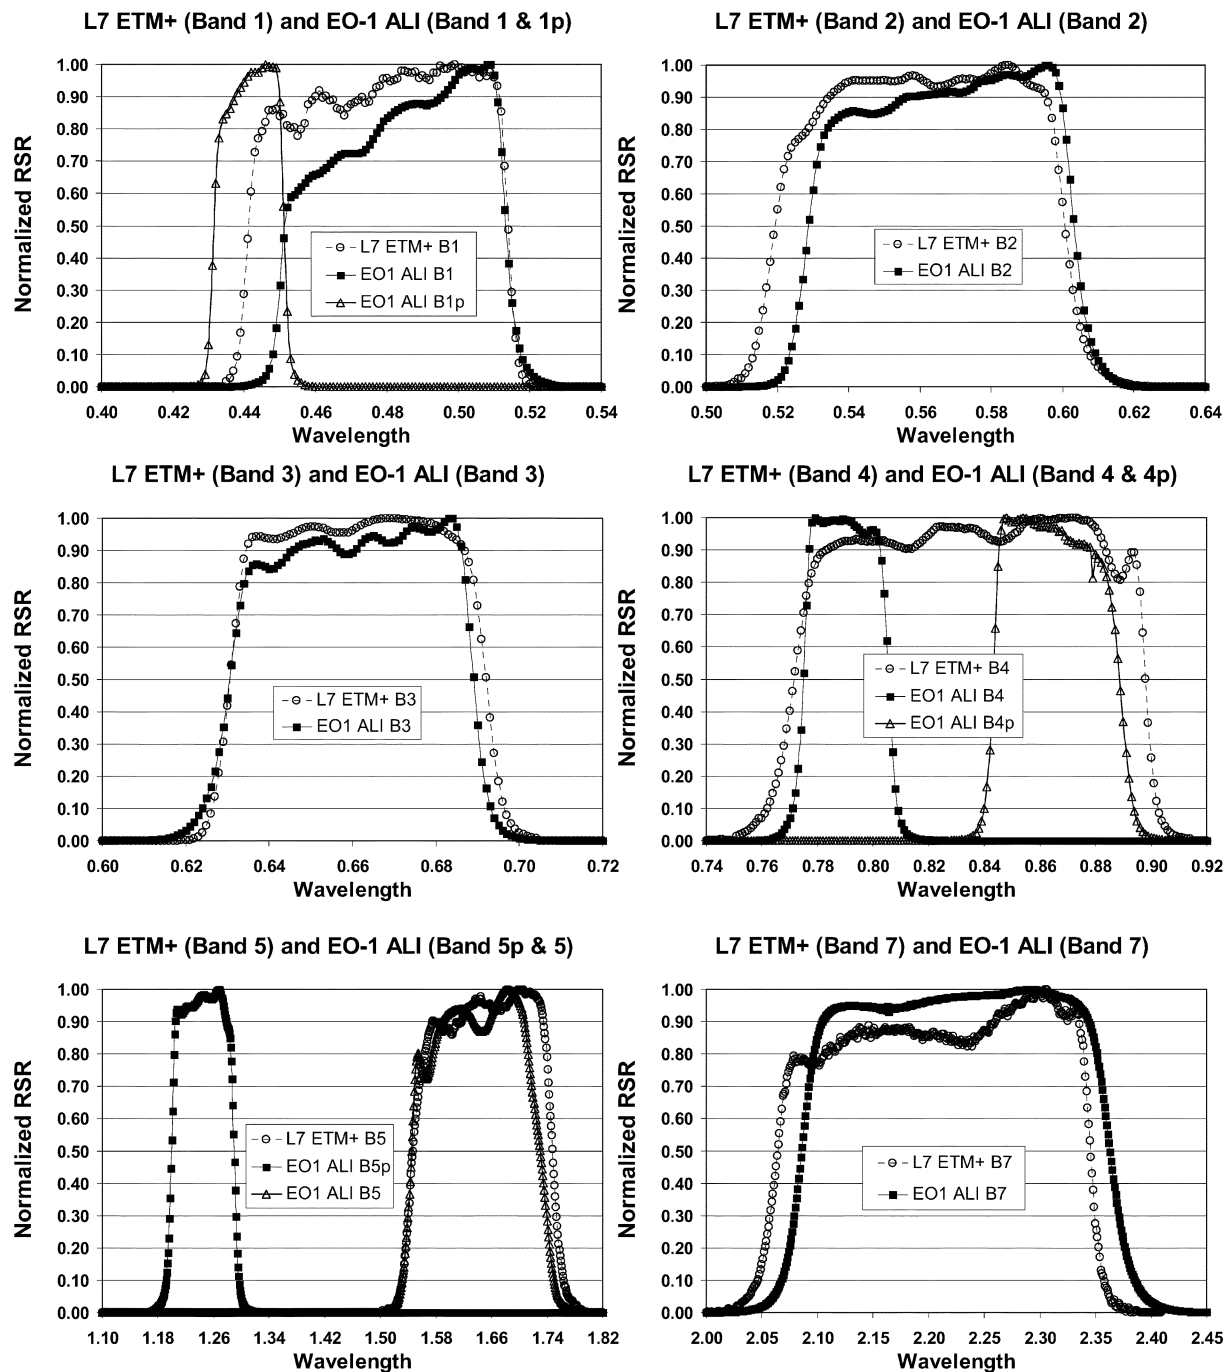 L7 ETM+ (Band 1) and EO-1 ALI (Band 1 & 1p)
Normalized RSR
1.00
0.90
0.80
0.70
0.60
0.50
0.40
0.30
0.20
0.10
0.00
L7 ETM+ B1
EO1 ALI B1
EO1 ALI B1p
0.40 0.42 0.44 0.46 0.48 0.50 0.52 0.54
Wavelength
L7 ETM+ (Band 2) and EO-1 ALI (Band 2)
Normalized RSR
1.00
0.90
0.80
0.70
0.60
0.50
0.40
0.30
0.20
0.10
0.00
L7 ETM+ B2
EO1 ALI B2
0.50 0.52 0.54 0.56 0.58 0.60 0.62 0.64
Wavelength
L7 ETM+ (Band 3) and EO-1 ALI (Band 3)
Normalized RSR
1.00
0.90
0.80
0.70
0.60
0.50
0.40
0.30
0.20
0.10
0.00
L7 ETM+ B3
EO1 ALI B3
0.60 0.62 0.64 0.66 0.68 0.70 0.72
Wavelength
L7 ETM+ (Band 4) and EO-1 ALI (Band 4 & 4p)
Normalized RSR
1.00
0.90
0.80
0.70
0.60
0.50
0.40
0.30
0.20
0.10
0.00
L7 ETM+ B4
EO1 ALI B4
EO1 ALI B4p
0.74 0.76 0.78 0.80 0.82 0.84 0.86 0.88 0.90 0.92
Wavelength
L7 ETM+ (Band 5) and EO-1 ALI (Band 5p & 5)
Normalized RSR
1.00
0.90
0.80
0.70
0.60
0.50
0.40
0.30
0.20
0.10
0.00
L7 ETM+ B5
EO1 ALI B5p
EO1 ALI B5
1.10 1.18 1.26 1.34 1.42 1.50 1.58 1.66 1.74 1.82
Wavelength
L7 ETM+ (Band 7) and EO-1 ALI (Band 7)
Normalized RSR
1.00
0.90
0.80
0.70
0.60
0.50
0.40
0.30
0.20
0.10
0.00
L7 ETM+ B7
EO1 ALI B7
2.00 2.05 2.10 2.15 2.20 2.25 2.30 2.35 2.40 2.45
Wavelength